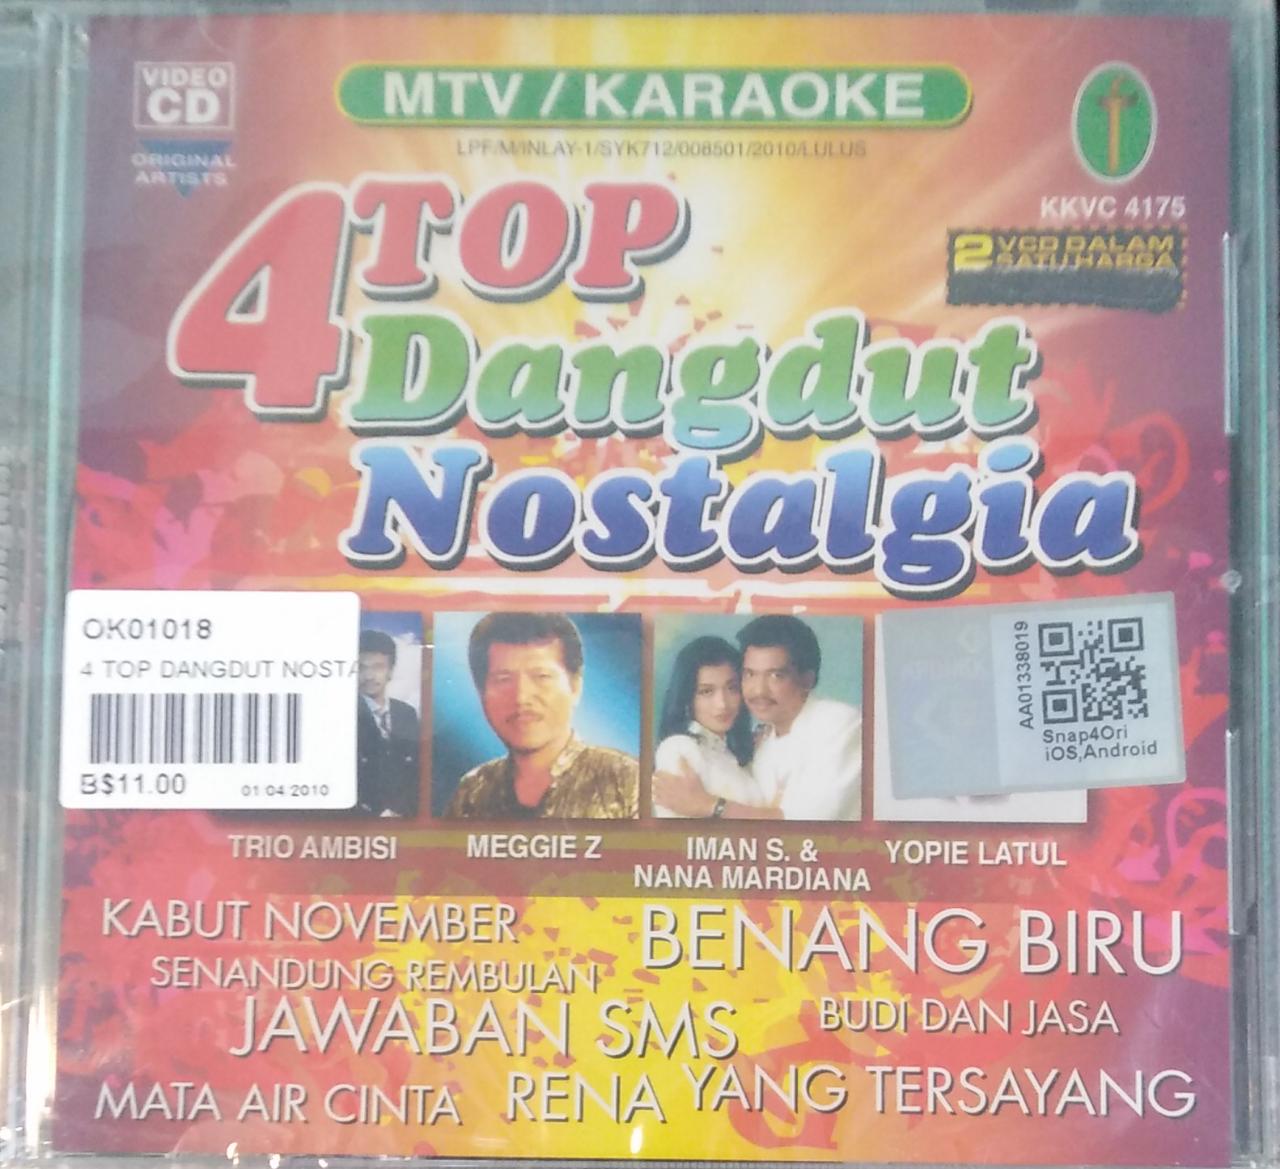 VIDEO
CD
ORIGINAL
ARTISTS
MTV / KARAOKE
LPF/M/INLAY-1/SYK712/008501/2010/LULUS
KKVC 4175
2 VCD DALAM
SATU HARGA
4 TOP
Dangdut
Nostalgia
OK01018
4 TOP DANGDUT NOSTA
B$11.00 01 04 2010
AA01338019
Snap4Ori
iOS,Android
TRIO AMBISI
MEGGIE Z
IMAN S. &
NANA MARDIANA
YOPIE LATUL
KABUT NOVEMBER
BENANG BIRU
SENANDUNG REMBULAN
JAWABAN SMS
BUDI DAN JASA
MATA AIR CINTA
RENA YANG TERSAYANG